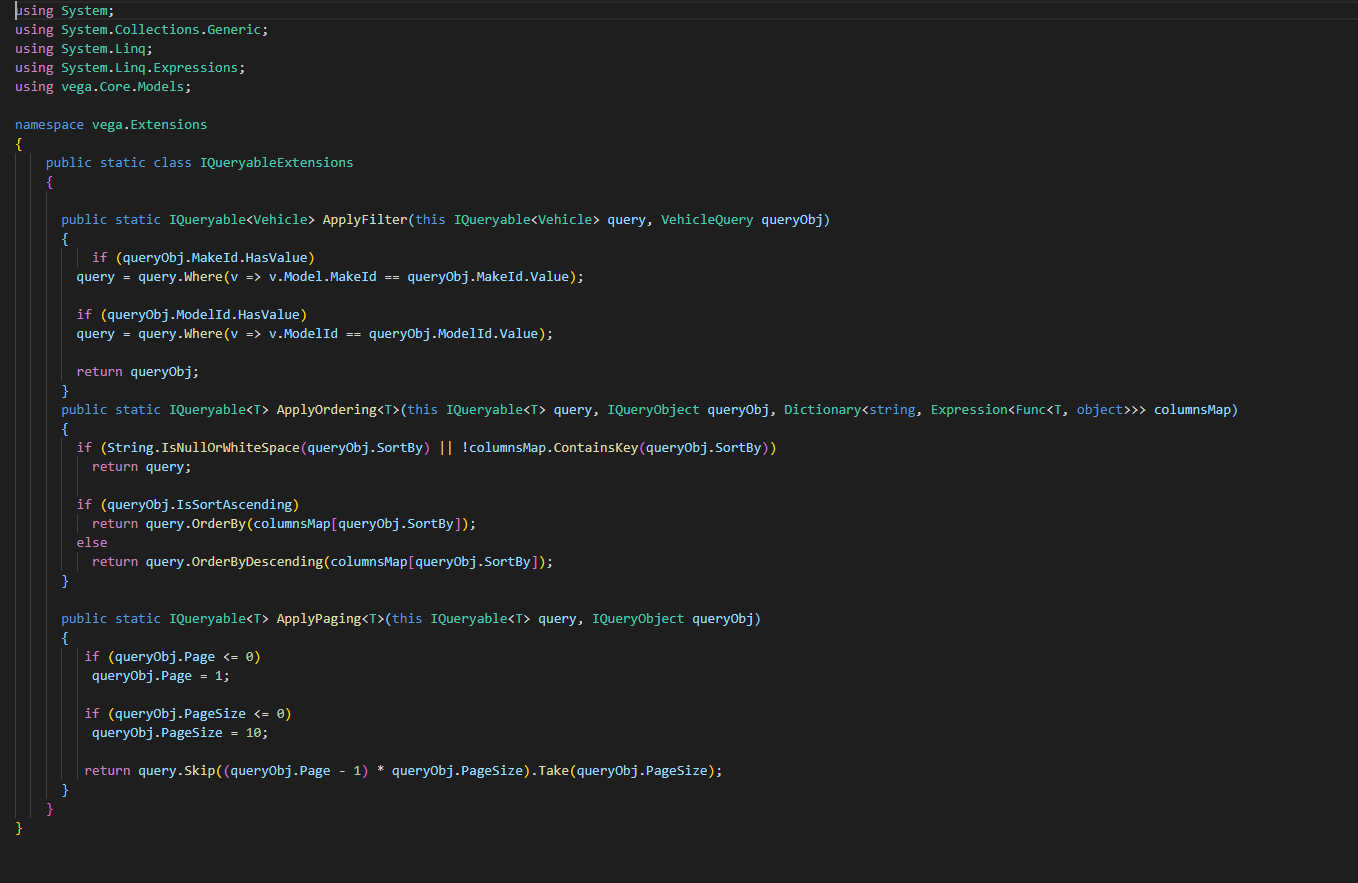 using System;
using System.Collections.Generic;
using System.Linq;
using System.Linq.Expressions;
using vega.Core.Models;
namespace vega.Extensions
{
public static class IQueryableExtensions
{
public static IQueryable<Vehicle> ApplyFilter(this IQueryable<Vehicle> query, VehicleQuery queryObj)
{
if (queryObj.MakeId.HasValue)
query = query.Where(v => v.Model.MakeId == queryObj.MakeId.Value);
if (queryObj.ModelId.HasValue)
query = query.Where(v => v.ModelId == queryObj.ModelId.Value);
return queryObj;
}
public static IQueryable<T> ApplyOrdering<T>(this IQueryable<T> query, IQueryObject queryObj, Dictionary<string, Expression<Func<T, object>>> columnsMap)
{
if (String.IsNullOrWhiteSpace(queryObj.SortBy) || !columnsMap.ContainsKey(queryObj.SortBy))
return query;
if (queryObj.IsSortAscending)
return query.OrderBy(columnsMap[queryObj.SortBy]);
else
return query.OrderByDescending(columnsMap[queryObj.SortBy]);
}
public static IQueryable<T> ApplyPaging<T>(this IQueryable<T> query, IQueryObject queryObj)
{
if (queryObj.Page <= 0)
queryObj.Page = 1;
if (queryObj.PageSize <= 0)
queryObj.PageSize = 10;
return query.Skip((queryObj.Page - 1) * queryObj.PageSize).Take(queryObj.PageSize);
}
}
}